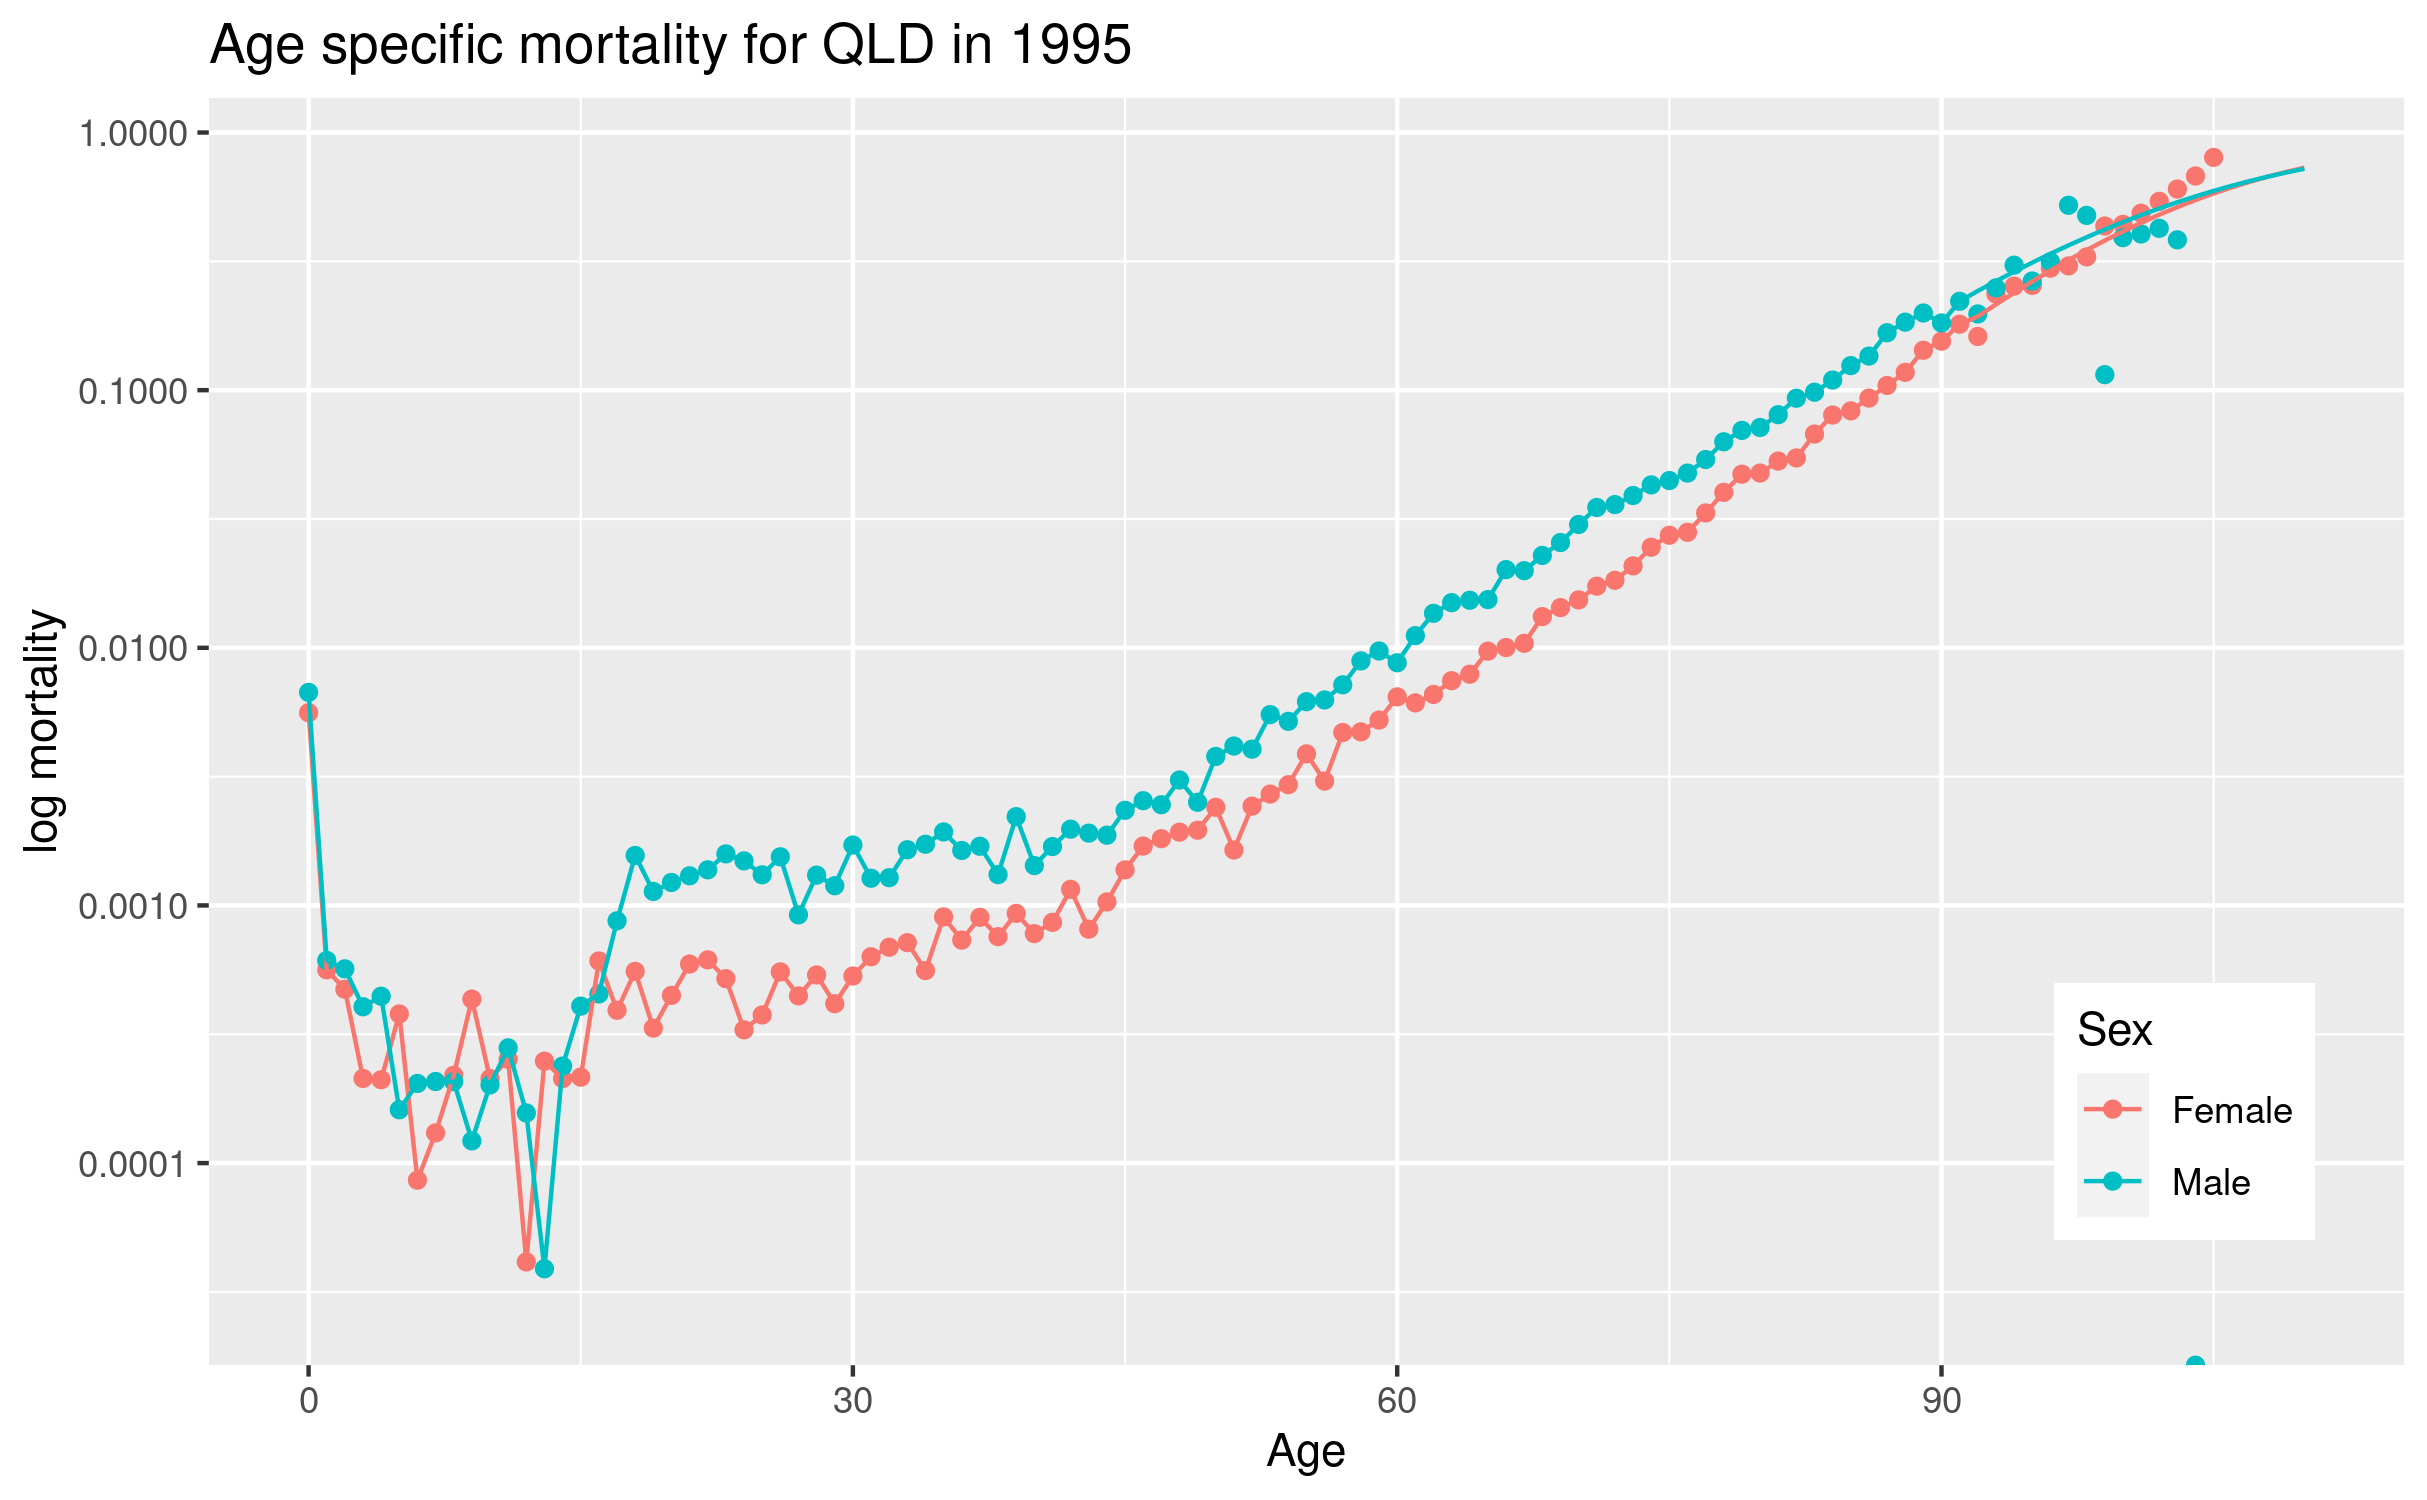 Age specific mortality for QLD in 1995
log mortality
1.0000
0.1000
0.0100
0.0010
0.0001
0 30 60 90
Age
Sex
Female
Male